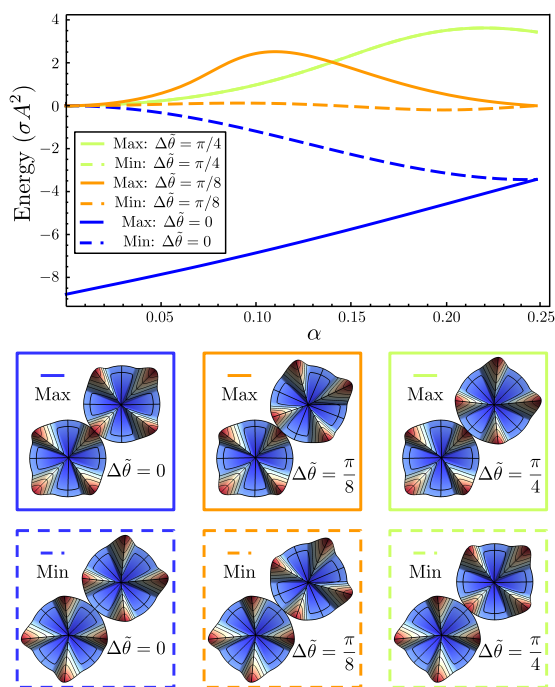 Energy (σA²)
4
2
0
−2
−4
−6
−8
Max: Δθ̃ = π/4
Min: Δθ̃ = π/4
Max: Δθ̃ = π/8
Min: Δθ̃ = π/8
Max: Δθ̃ = 0
Min: Δθ̃ = 0
0.05 0.10 0.15 0.20 0.25
α
Max Max Max
Δθ̃ = 0 Δθ̃ = π/8 Δθ̃ = π/4
Min Min Min
Δθ̃ = 0 Δθ̃ = π/8 Δθ̃ = π/4